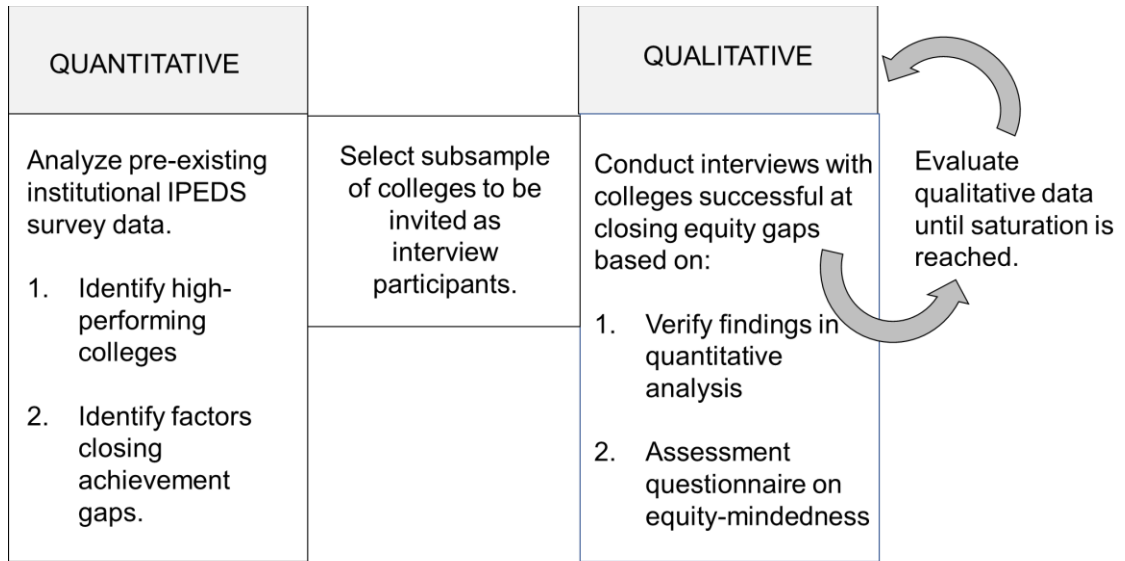 QUANTITATIVE
Analyze pre-existing
institutional IPEDS
survey data.
1. Identify high-
performing
colleges
2. Identify factors
closing
achievement
gaps.
Select subsample
of colleges to be
invited as
interview
participants.
QUALITATIVE
Conduct interviews with
colleges successful at
closing equity gaps
based on:
1. Verify findings in
quantitative
analysis
2. Assessment
questionnaire on
equity-mindedness
Evaluate
qualitative data
until saturation is
reached.